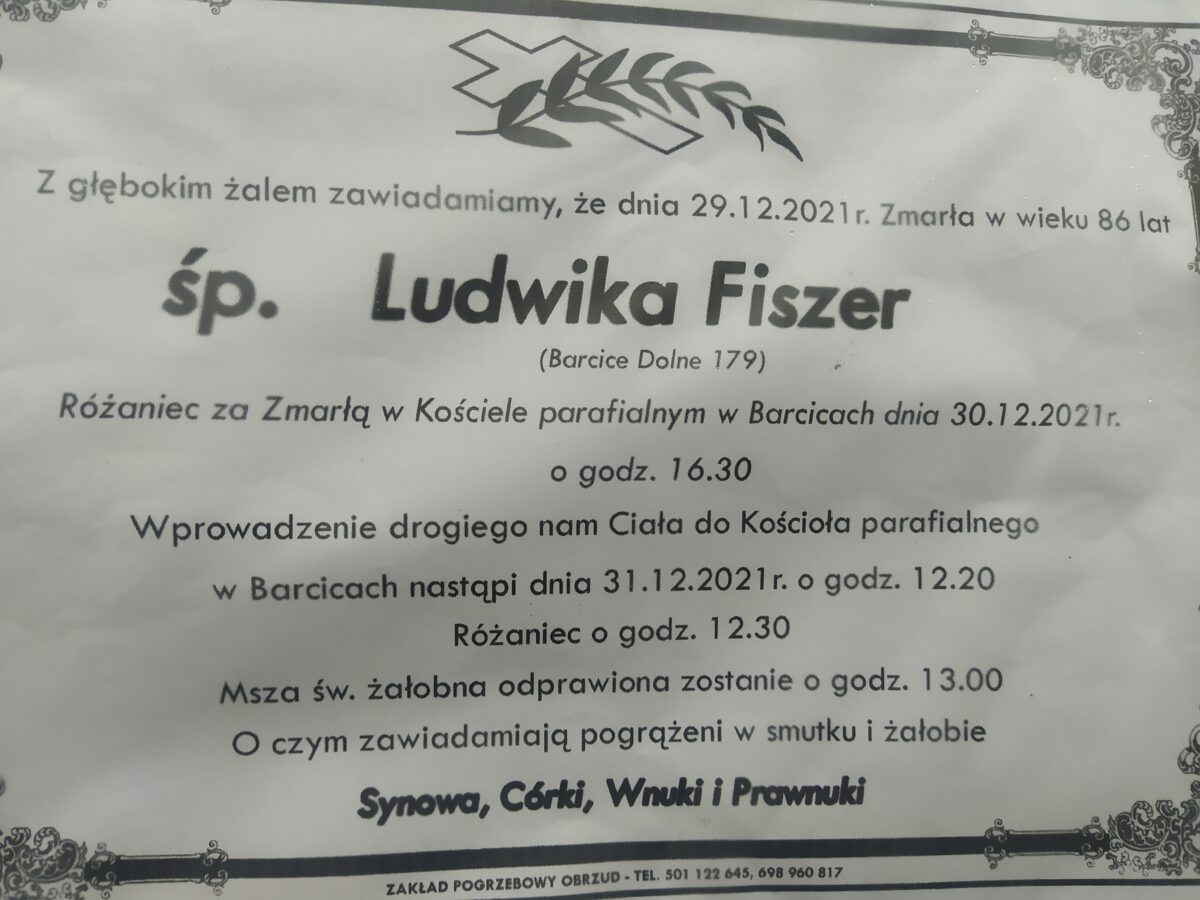 Z głębokim żalem zawiadamiamy, że dnia 29.12.2021r. Zmarła w wieku 86 lat
śp. Ludwika Fiszer
(Barcice Dolne 179)
Różaniec za Zmarłą w Kościele parafialnym w Barcicach dnia 30.12.2021r.
o godz. 16.30
Wprowadzenie drogiego nam Ciała do Kościoła parafialnego
w Barcicach nastąpi dnia 31.12.2021r. o godz. 12.20
Różaniec o godz. 12.30
Msza św. żałobna odprawiona zostanie o godz. 13.00
O czym zawiadamiają pogrążeni w smutku i żałobie
Synowa, Córki, Wnuki i Prawnuki
ZAKŁAD POGRZEBOWY OBRZUD - TEL. 501 122 645, 698 960 817